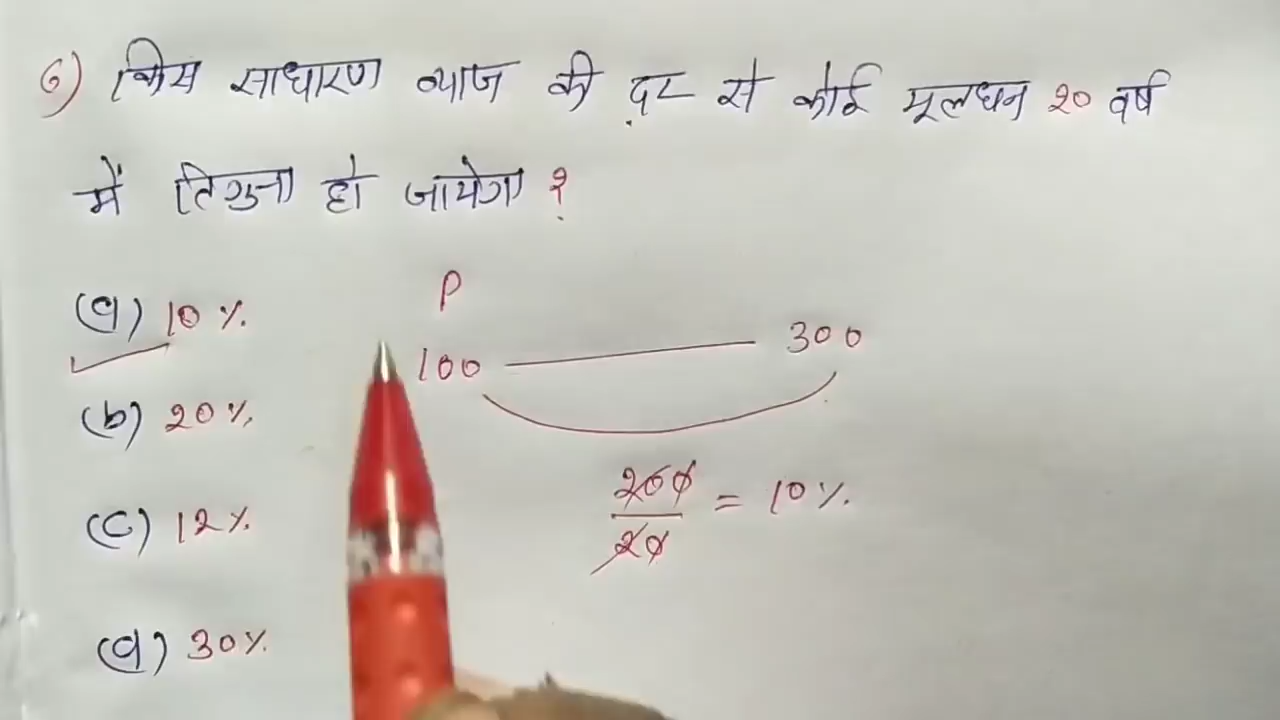 6) किस साधारण ब्याज की दर से कोई मूलधन 20 वर्ष
में तिगुना हो जायेगा ?
(a) 10%
P
100 — 300
(b) 20%
200/20 = 10%
(c) 12%
(d) 30%